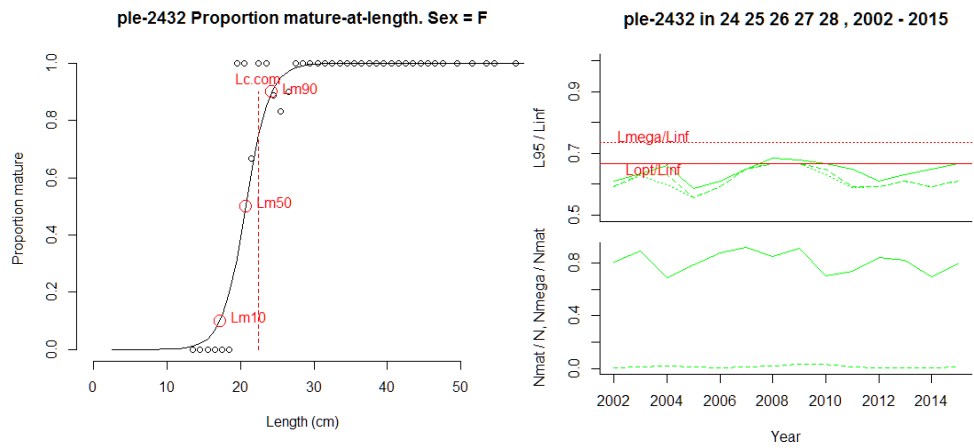 ple-2432 Proportion mature-at-length. Sex = F
Proportion mature
0.0 0.2 0.4 0.6 0.8 1.0
Lc.com
Lm90
Lm50
Lm10
0 10 20 30 40 50
Length (cm)
ple-2432 in 24 25 26 27 28 , 2002 - 2015
L95 / Linf
0.5 0.7 0.9
Lmega/Linf
Lopt/Linf
Nmat / N, Nmega / Nmat
0.0 0.4 0.8
2002 2004 2006 2008 2010 2012 2014
Year